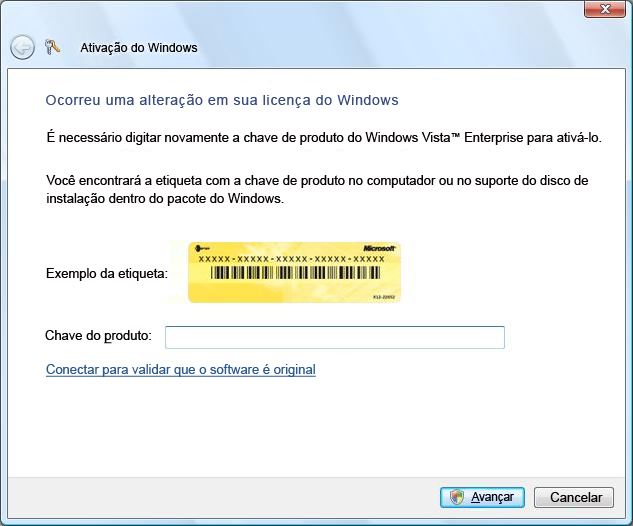 Ativação do Windows
Ocorreu uma alteração em sua licença do Windows
É necessário digitar novamente a chave de produto do Windows Vista™ Enterprise para ativá-lo.
Você encontrará a etiqueta com a chave de produto no computador ou no suporte do disco de
instalação dentro do pacote do Windows.
Microsoft
XXXXX-XXXXX-XXXXX-XXXXX-XXXXX
Exemplo da etiqueta:
Chave do produto:
Conectar para validar que o software é original
Avançar
Cancelar